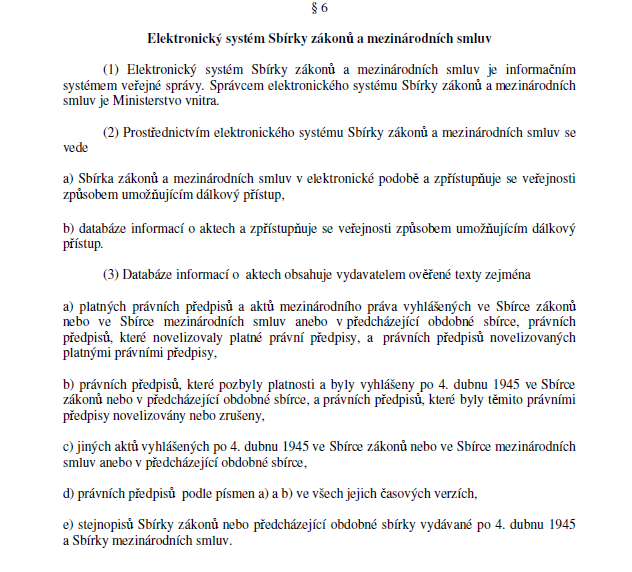 § 6
Elektronický systém Sbírky zákonů a mezinárodních smluv
(1) Elektronický systém Sbírky zákonů a mezinárodních smluv je informačním
systémem veřejné správy. Správcem elektronického systému Sbírky zákonů a mezinárodních
smluv je Ministerstvo vnitra.
(2) Prostřednictvím elektronického systému Sbírky zákonů a mezinárodních smluv se
vede
a) Sbírka zákonů a mezinárodních smluv v elektronické podobě a zpřístupňuje se veřejnosti
způsobem umožňujícím dálkový přístup,
b) databáze informací o aktech a zpřístupňuje se veřejnosti způsobem umožňujícím dálkový
přístup.
(3) Databáze informací o aktech obsahuje vydavatelem ověřené texty zejména
a) platných právních předpisů a aktů mezinárodního práva vyhlášených ve Sbírce zákonů
nebo ve Sbírce mezinárodních smluv anebo v předcházející obdobné sbírce, právních
předpisů, které novelizovaly platné právní předpisy, a právních předpisů novelizovaných
platnými právními předpisy,
b) právních předpisů, které pozbyly platnosti a byly vyhlášeny po 4. dubnu 1945 ve Sbírce
zákonů nebo v předcházející obdobné sbírce, a právních předpisů, které byly těmito právními
předpisy novelizovány nebo zrušeny,
c) jiných aktů vyhlášených po 4. dubnu 1945 ve Sbírce zákonů nebo ve Sbírce mezinárodních
smluv anebo v předcházející obdobné sbírce,
d) právních předpisů podle písmen a) a b) ve všech jejich časových verzích,
e) stejnopisů Sbírky zákonů nebo předcházející obdobné sbírky vydávané po 4. dubnu 1945
a Sbírky mezinárodních smluv.